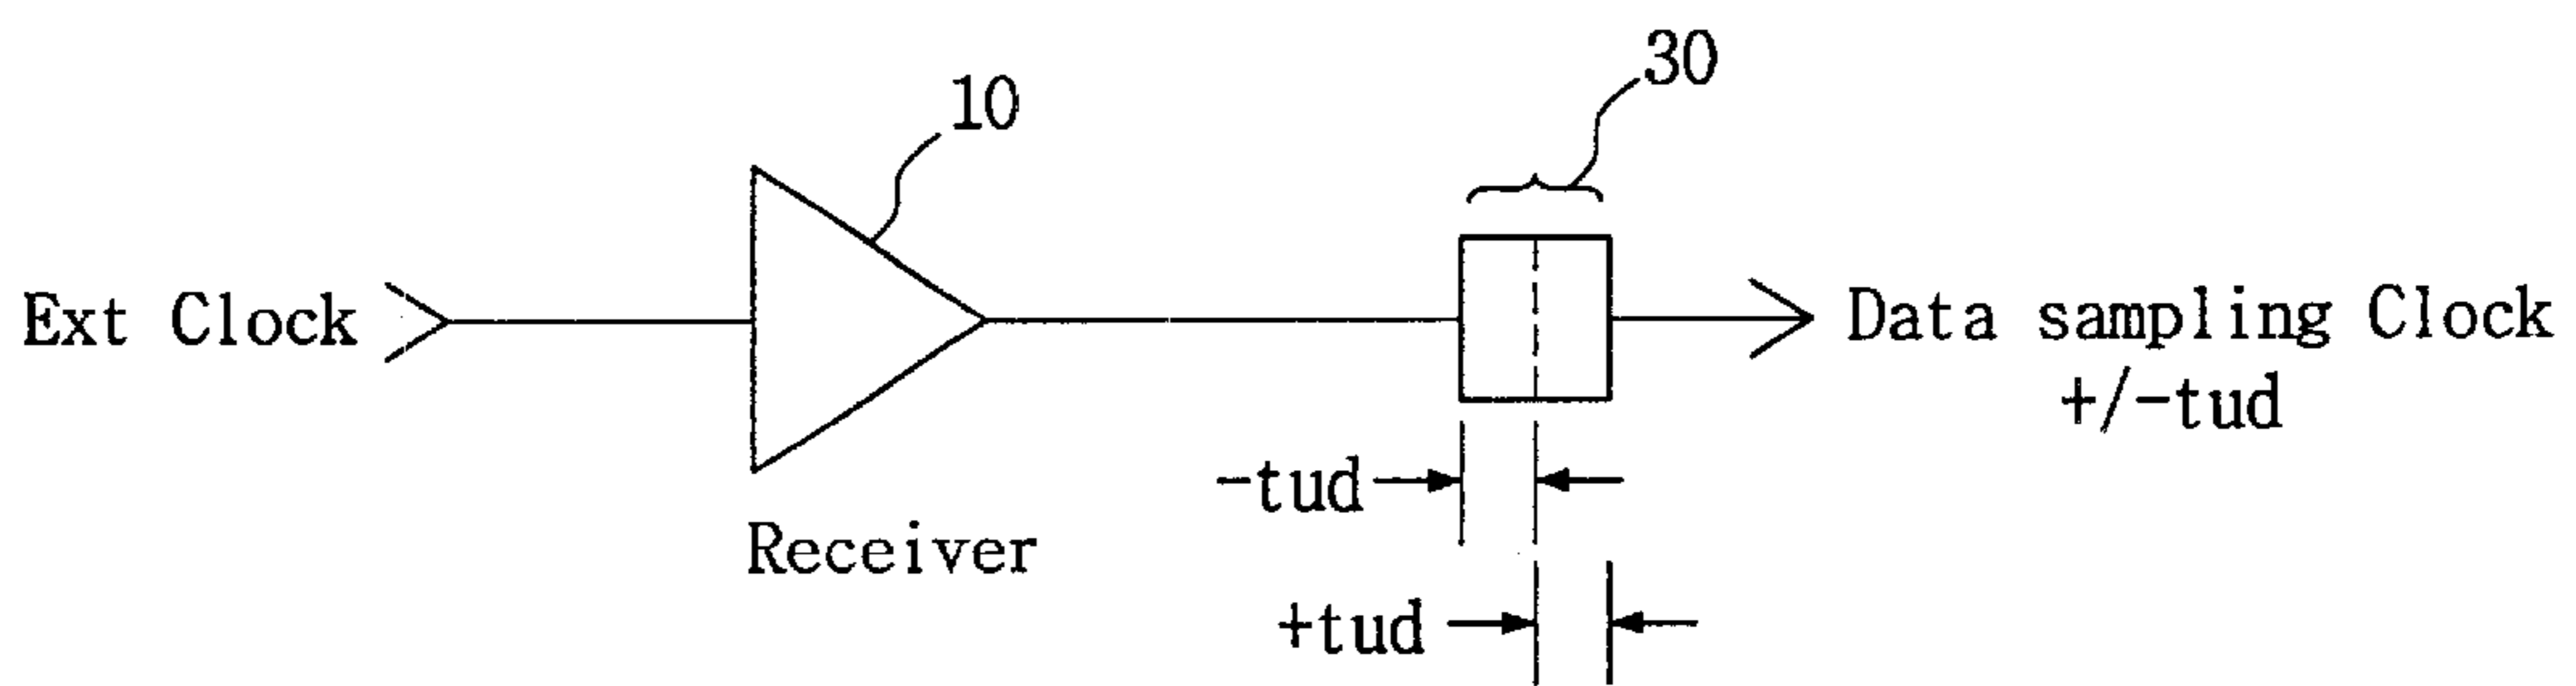 30
10
Ext Clock
Data sampling Clock
+/-tud
-tud
Receiver
+tud